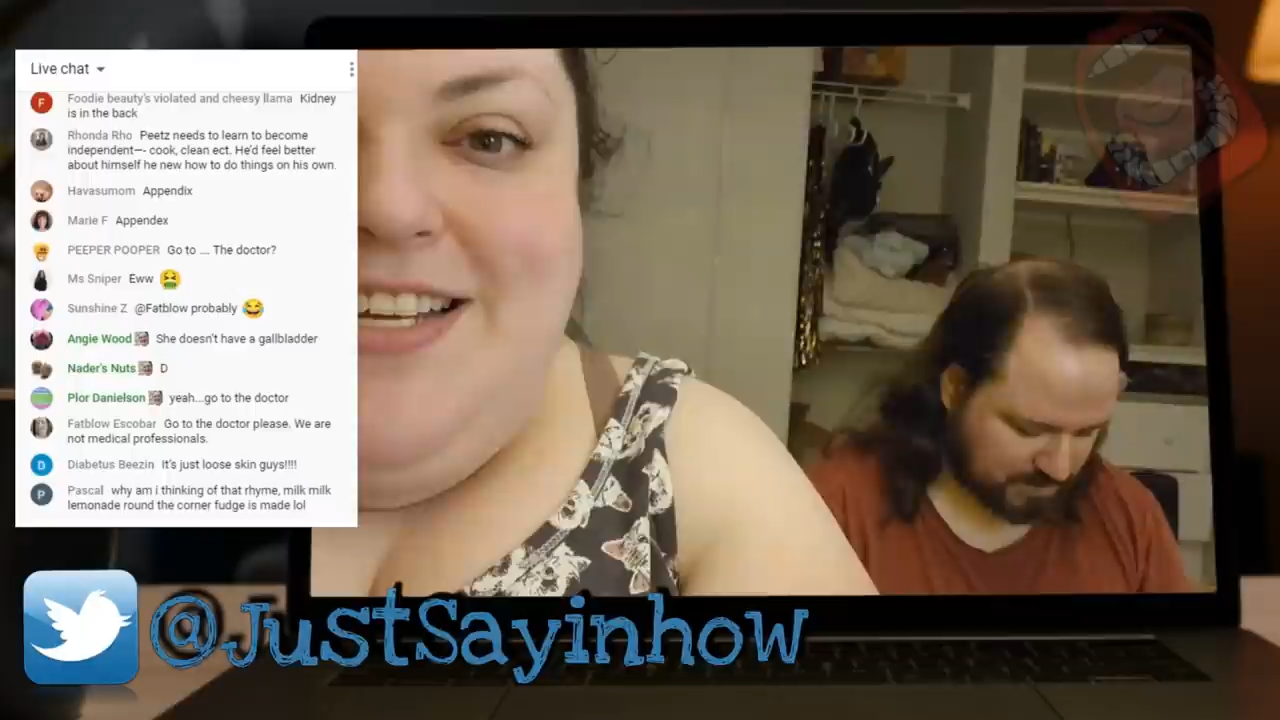 Live chat
Foodie beauty's violated and cheesy llama Kidney
is in the back
Rhonda Rho Peetz needs to learn to become
independent—- cook, clean ect. He'd feel better
about himself he new how to do things on his own.
Havasumom Appendix
Marie F Appendex
PEEPER POOPER Go to .... The doctor?
Ms Sniper Eww 🤮
Sunshine Z @Fatblow probably 😂
Angie Wood She doesn't have a gallbladder
Nader's Nuts D
Plor Danielson yeah...go to the doctor
Fatblow Escobar Go to the doctor please. We are
not medical professionals.
Diabetus Beezin It's just loose skin guys!!!!
Pascal why am i thinking of that rhyme, milk milk
lemonade round the corner fudge is made lol
@JustSayinhow